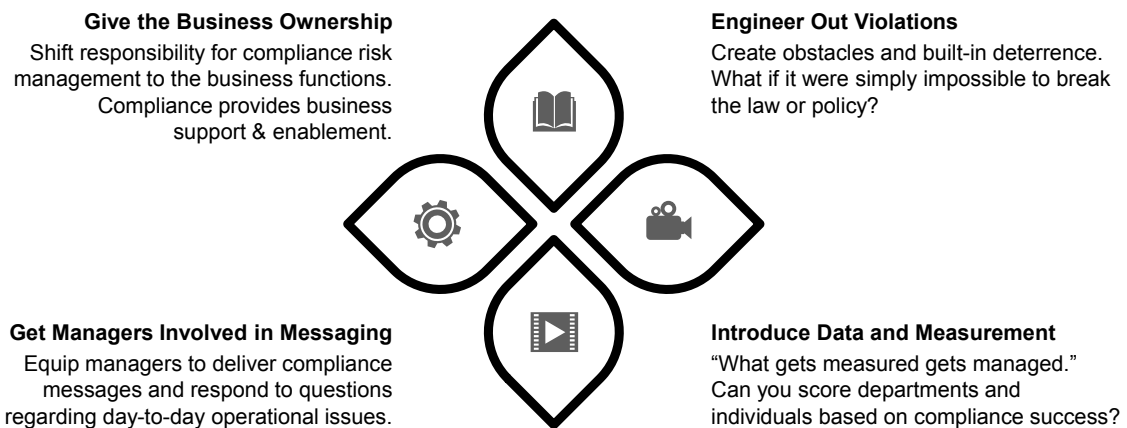 Give the Business Ownership
Shift responsibility for compliance risk
management to the business functions.
Compliance provides business
support & enablement.
Engineer Out Violations
Create obstacles and built-in deterrence.
What if it were simply impossible to break
the law or policy?
Get Managers Involved in Messaging
Equip managers to deliver compliance
messages and respond to questions
regarding day-to-day operational issues.
Introduce Data and Measurement
“What gets measured gets managed.”
Can you score departments and
individuals based on compliance success?